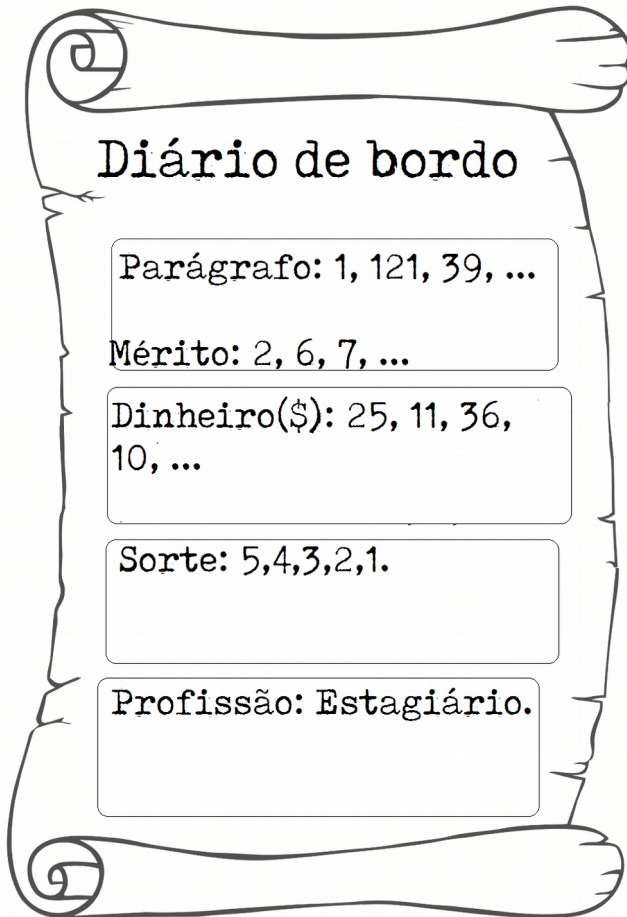 Diário de bordo
Parágrafo: 1, 121, 39, ...
Mérito: 2, 6, 7, ...
Dinheiro($): 25, 11, 36,
10, ...
Sorte: 5,4,3,2,1.
Profissão: Estagiário.